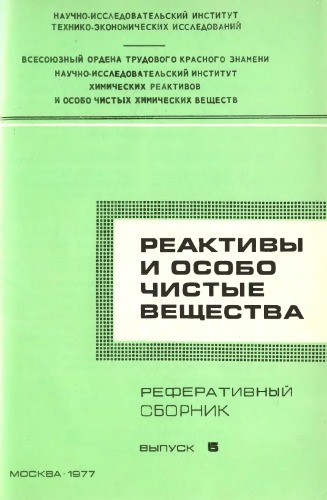 НАУЧНО-ИССЛЕДОВАТЕЛЬСКИЙ ИНСТИТУТ
ТЕХНИКО-ЭКОНОМИЧЕСКИХ ИССЛЕДОВАНИЙ
ВСЕСОЮЗНЫЙ ОРДЕНА ТРУДОВОГО КРАСНОГО ЗНАМЕНИ
НАУЧНО-ИССЛЕДОВАТЕЛЬСКИЙ ИНСТИТУТ
ХИМИЧЕСКИХ РЕАКТИВОВ
И ОСОБО ЧИСТЫХ ХИМИЧЕСКИХ ВЕЩЕСТВ
РЕАКТИВЫ
И ОСОБО
ЧИСТЫЕ
ВЕЩЕСТВА
РЕФЕРАТИВНЫЙ
СБОРНИК
ВЫПУСК 5
МОСКВА·1977